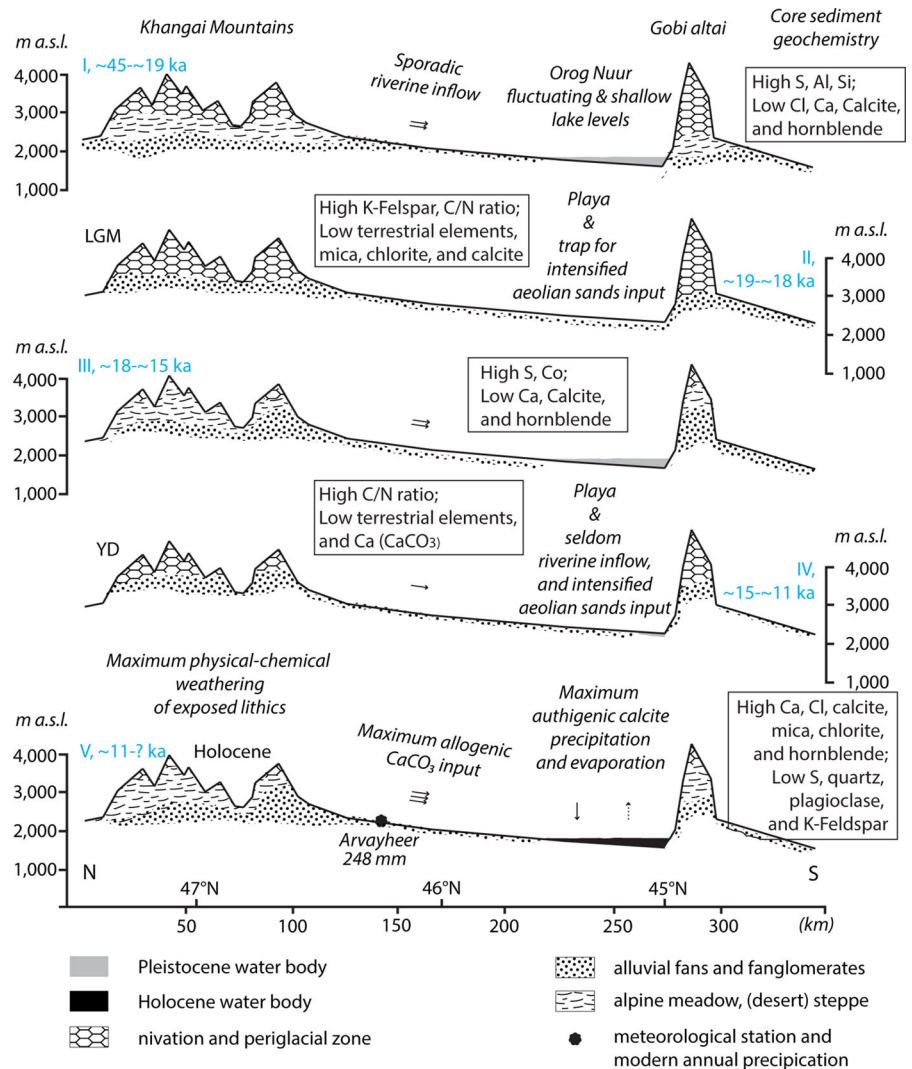 Khangai Mountains
Gobi altai
Core sediment
geochemistry
m a.s.l.
I, ~45-~19 ka
4,000
3,000
2,000
1,000
Sporadic
riverine inflow
Orog Nuur
fluctuating & shallow
lake levels
High S, Al, Si;
Low Cl, Ca, Calcite,
and hornblende
LGM
High K-Felspar, C/N ratio;
Low terrestrial elements,
mica, chlorite, and calcite
Playa
&
trap for
intensified
aeolian sands input
m a.s.l.
II,
~19-~18 ka
4,000
3,000
2,000
1,000
m a.s.l.
III, ~18-~15 ka
4,000
3,000
2,000
1,000
High S, Co;
Low Ca, Calcite,
and hornblende
YD
High C/N ratio;
Low terrestrial elements,
and Ca (CaCO₃)
Playa
&
seldom
riverine inflow,
and intensified
aeolian sands input
m a.s.l.
IV,
~15-~11 ka
4,000
3,000
2,000
1,000
Maximum physical-chemical
weathering
of exposed lithics
m a.s.l.
V, ~11-? ka
Holocene
4,000
3,000
2,000
1,000
Maximum allogenic
CaCO₃ input
Maximum
authigenic calcite
precipitation
and evaporation
High Ca, Cl, calcite,
mica, chlorite,
and hornblende;
Low S, quartz,
plagioclase,
and K-Feldspar
Arvayheer
248 mm
N
S
47°N
46°N
45°N
50
100
150
200
250
300
(km)
Pleistocene water body
Holocene water body
nivation and periglacial zone
alluvial fans and fanglomerates
alpine meadow, (desert) steppe
meteorological station and
modern annual precipication